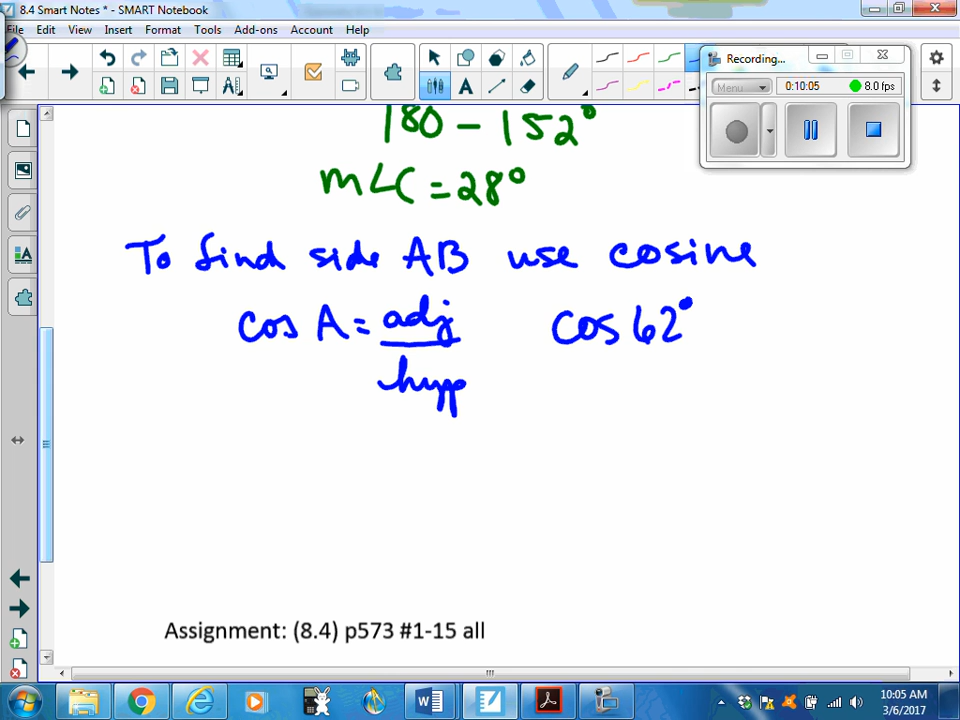 8.4 Smart Notes * - SMART Notebook
File Edit View Insert Format Tools Add-ons Account Help
Recording...
Menu 0:10:05 8.0 fps
180 - 152°
m∠C = 28°
To find side AB use cosine
cos A = adj/hyp cos 62°
Assignment: (8.4) p573 #1-15 all
10:05 AM
3/6/2017